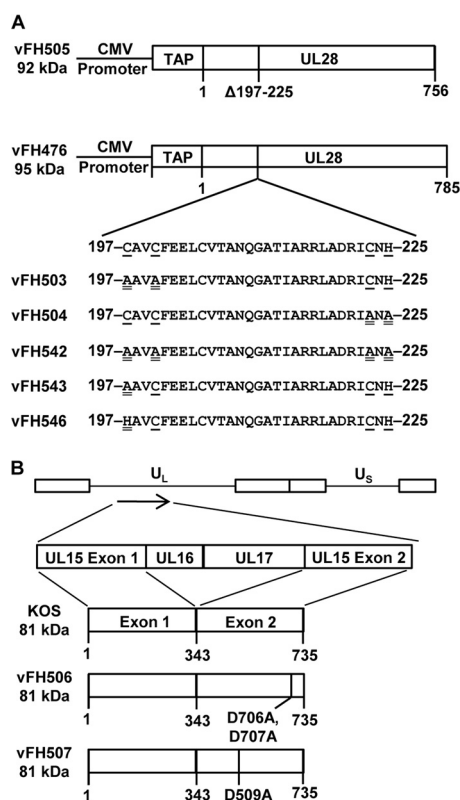 A
vFH505
92 kDa
CMV
Promoter
TAP
UL28
1
Δ197-225
756
vFH476
95 kDa
CMV
Promoter
TAP
UL28
1
785
197–CAVCFEELCVTANQGATIARRLADRICNH–225
vFH503 197–AAVAFEELCVTANQGATIARRLADRICNH–225
vFH504 197–CAVCFEELCVTANQGATIARRLADRIANA–225
vFH542 197–AAVAFEELCVTANQGATIARRLADRIANA–225
vFH543 197–AAVCFEELCVTANQGATIARRLADRICNH–225
vFH546 197–HAVCFEELCVTANQGATIARRLADRICNH–225
B
UL US
UL15 Exon 1 UL16 UL17 UL15 Exon 2
KOS
81 kDa
Exon 1 Exon 2
1 343 735
vFH506
81 kDa
1 343 D706A, 735
D707A
vFH507
81 kDa
1 343 D509A 735